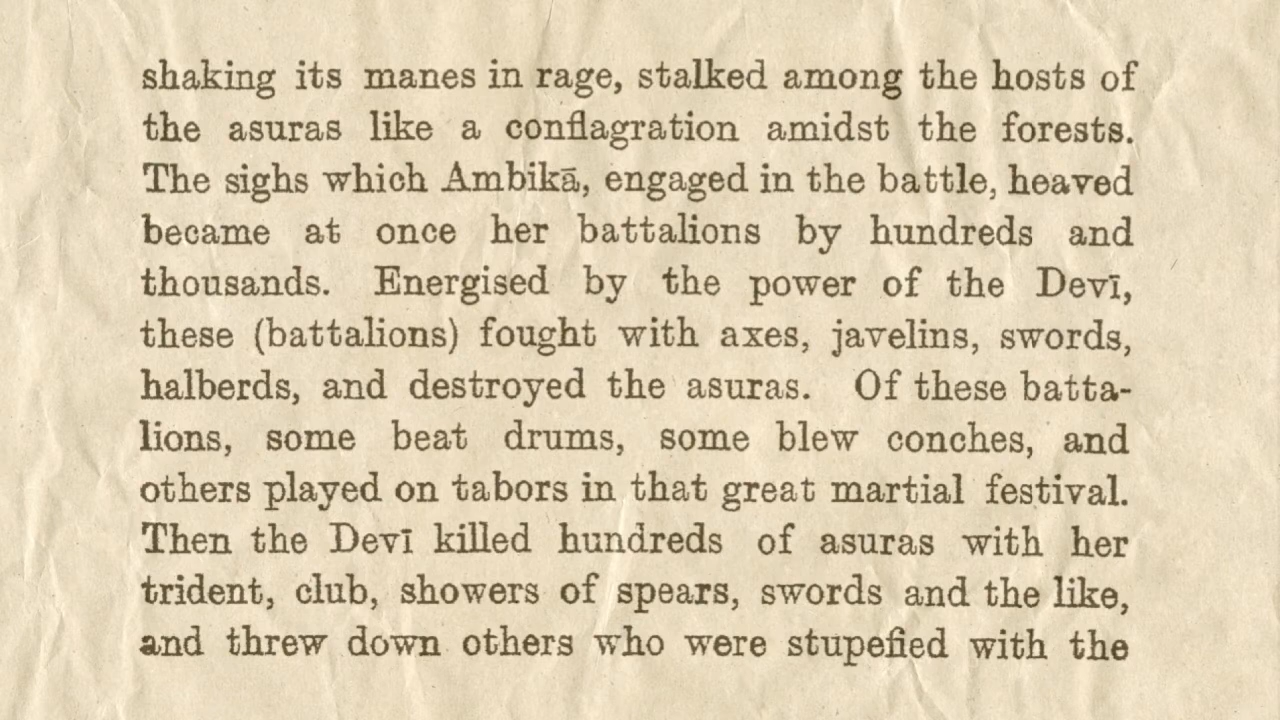 shaking its manes in rage, stalked among the hosts of
the asuras like a conflagration amidst the forests.
The sighs which Ambikā, engaged in the battle, heaved
became at once her battalions by hundreds and
thousands. Energised by the power of the Devī,
these (battalions) fought with axes, javelins, swords,
halberds, and destroyed the asuras. Of these batta-
lions, some beat drums, some blew conches, and
others played on tabors in that great martial festival.
Then the Devī killed hundreds of asuras with her
trident, club, showers of spears, swords and the like,
and threw down others who were stupefied with the